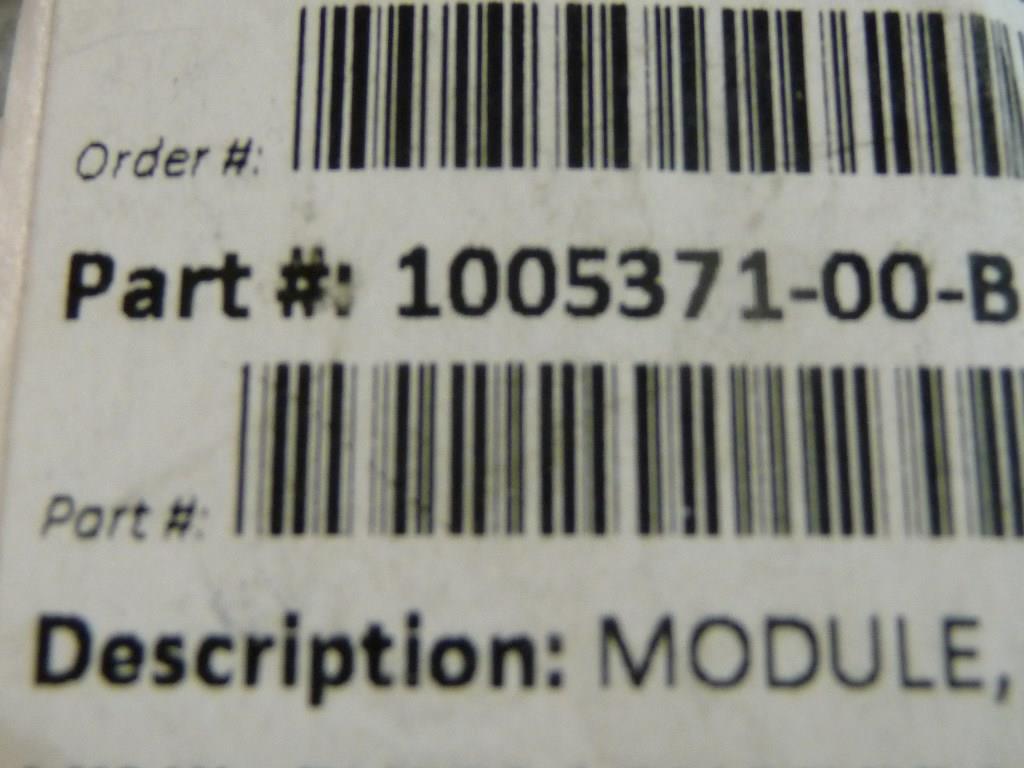 Order #:
Part #: 1005371-00-B
Part #:
Description: MODULE,